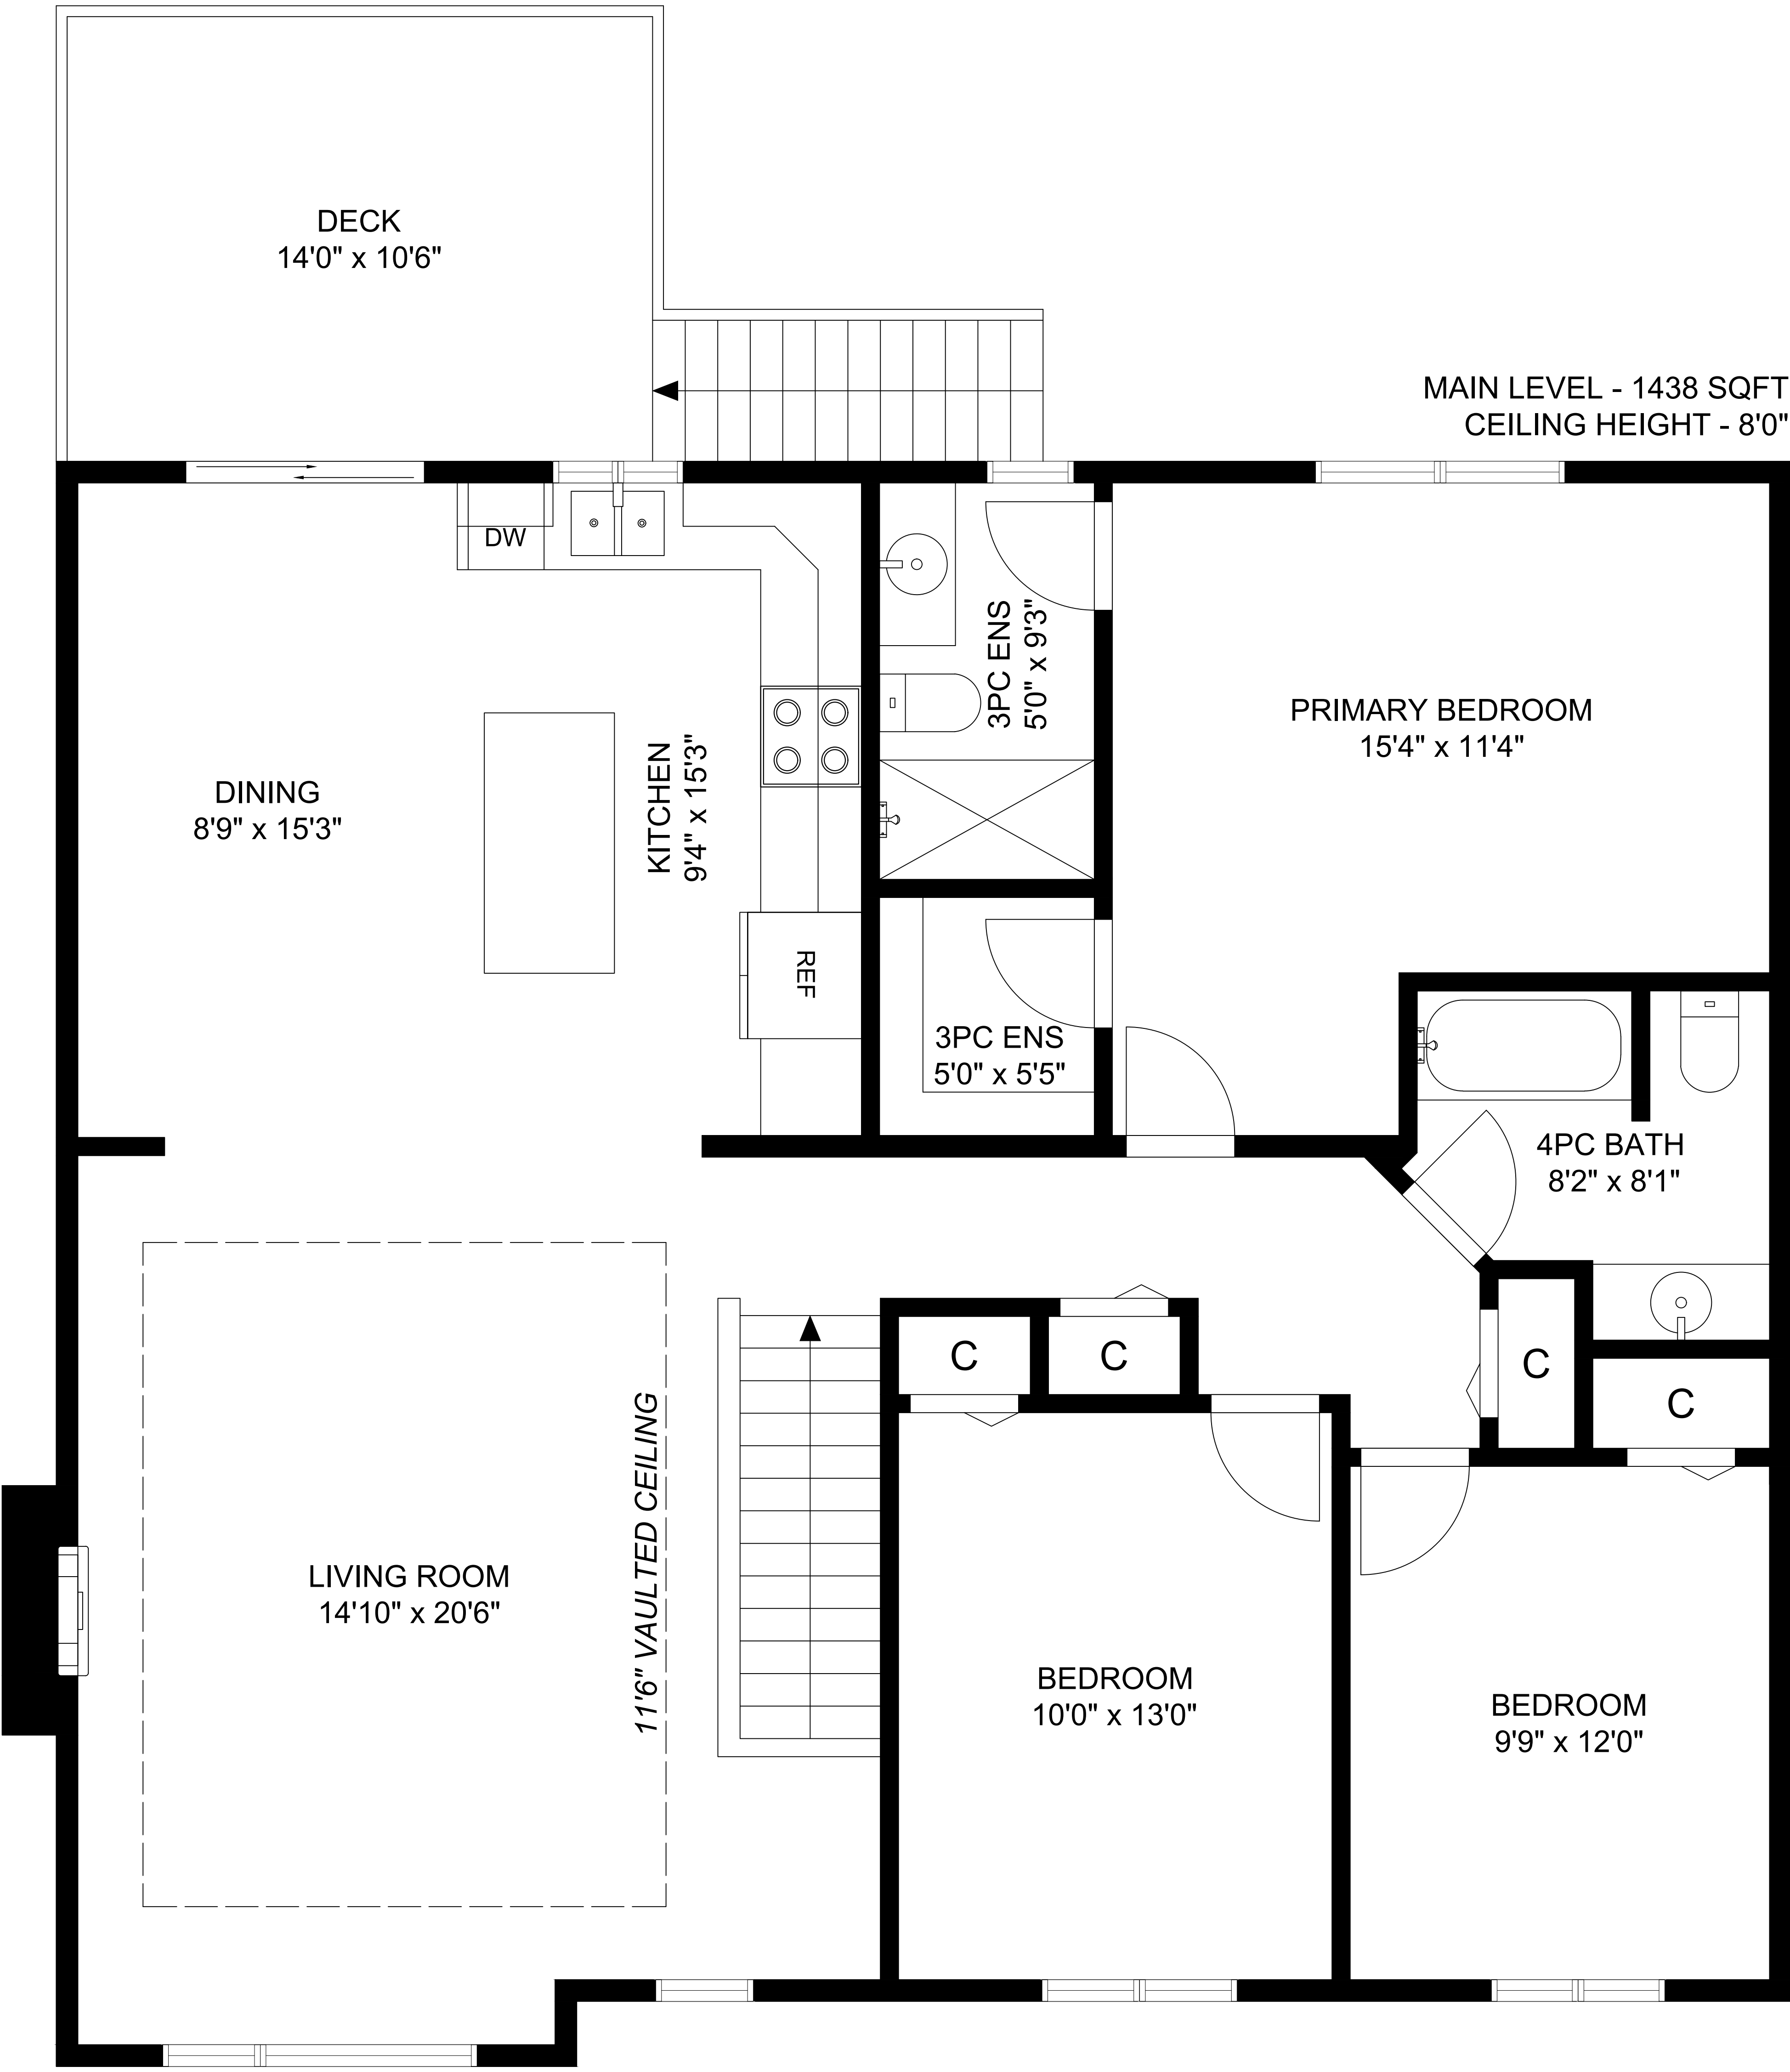 DECK
14'0" x 10'6"
MAIN LEVEL - 1438 SQFT
CEILING HEIGHT - 8'0"
DW
3PC ENS
5'0" x 9'3"
PRIMARY BEDROOM
15'4" x 11'4"
DINING
8'9" x 15'3"
KITCHEN
9'4" x 15'3"
REF
3PC ENS
5'0" x 5'5"
4PC BATH
8'2" x 8'1"
C
C
C
C
11'6" VAULTED CEILING
LIVING ROOM
14'10" x 20'6"
BEDROOM
10'0" x 13'0"
BEDROOM
9'9" x 12'0"